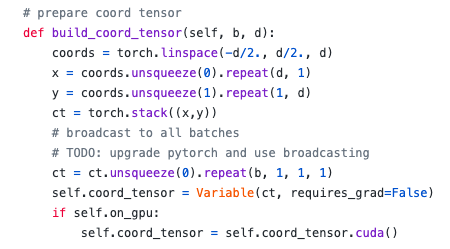 # prepare coord tensor
def build_coord_tensor(self, b, d):
    coords = torch.linspace(-d/2., d/2., d)
    x = coords.unsqueeze(0).repeat(d, 1)
    y = coords.unsqueeze(1).repeat(1, d)
    ct = torch.stack((x,y))
    # broadcast to all batches
    # TODO: upgrade pytorch and use broadcasting
    ct = ct.unsqueeze(0).repeat(b, 1, 1, 1)
    self.coord_tensor = Variable(ct, requires_grad=False)
    if self.on_gpu:
        self.coord_tensor = self.coord_tensor.cuda()